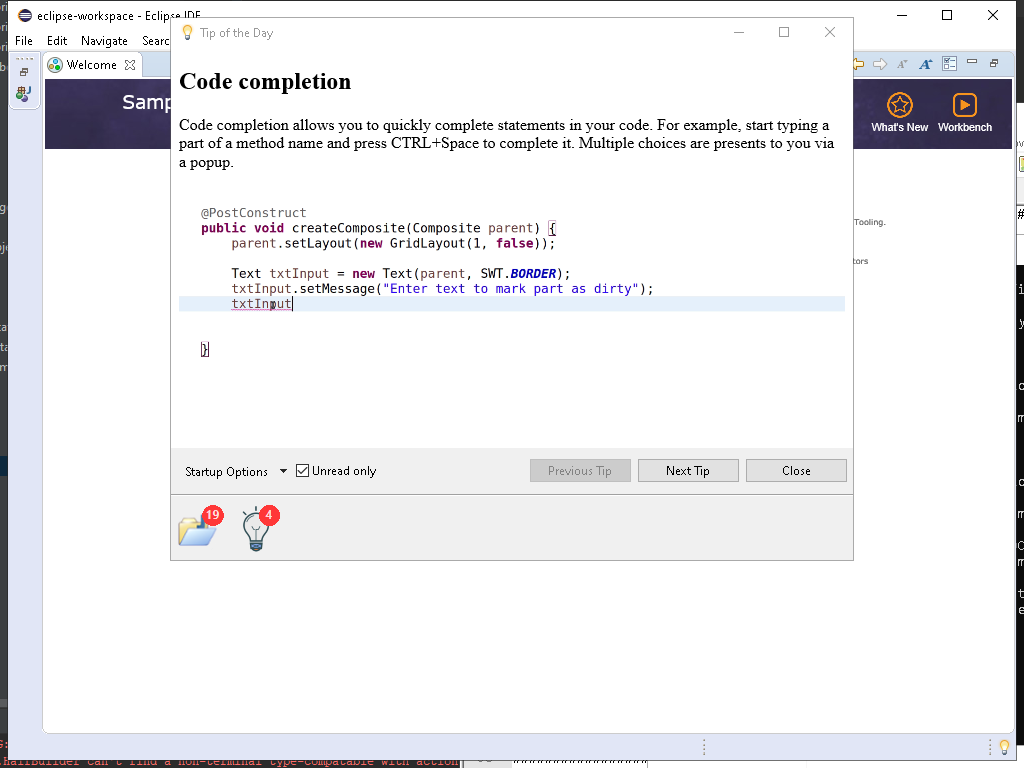 eclipse-workspace - Eclipse IDE
File Edit Navigate Searc
Welcome
Samp
What's New Workbench
Tooling.
tors
Tip of the Day
Code completion
Code completion allows you to quickly complete statements in your code. For example, start typing a
part of a method name and press CTRL+Space to complete it. Multiple choices are presents to you via
a popup.
@PostConstruct
public void createComposite(Composite parent) {
parent.setLayout(new GridLayout(1, false));
Text txtInput = new Text(parent, SWT.BORDER);
txtInput.setMessage("Enter text to mark part as dirty");
txtInput
}
Startup Options Unread only Previous Tip Next Tip Close
19 4
.HallBuilder can't find a non-terminal type-compatable with action